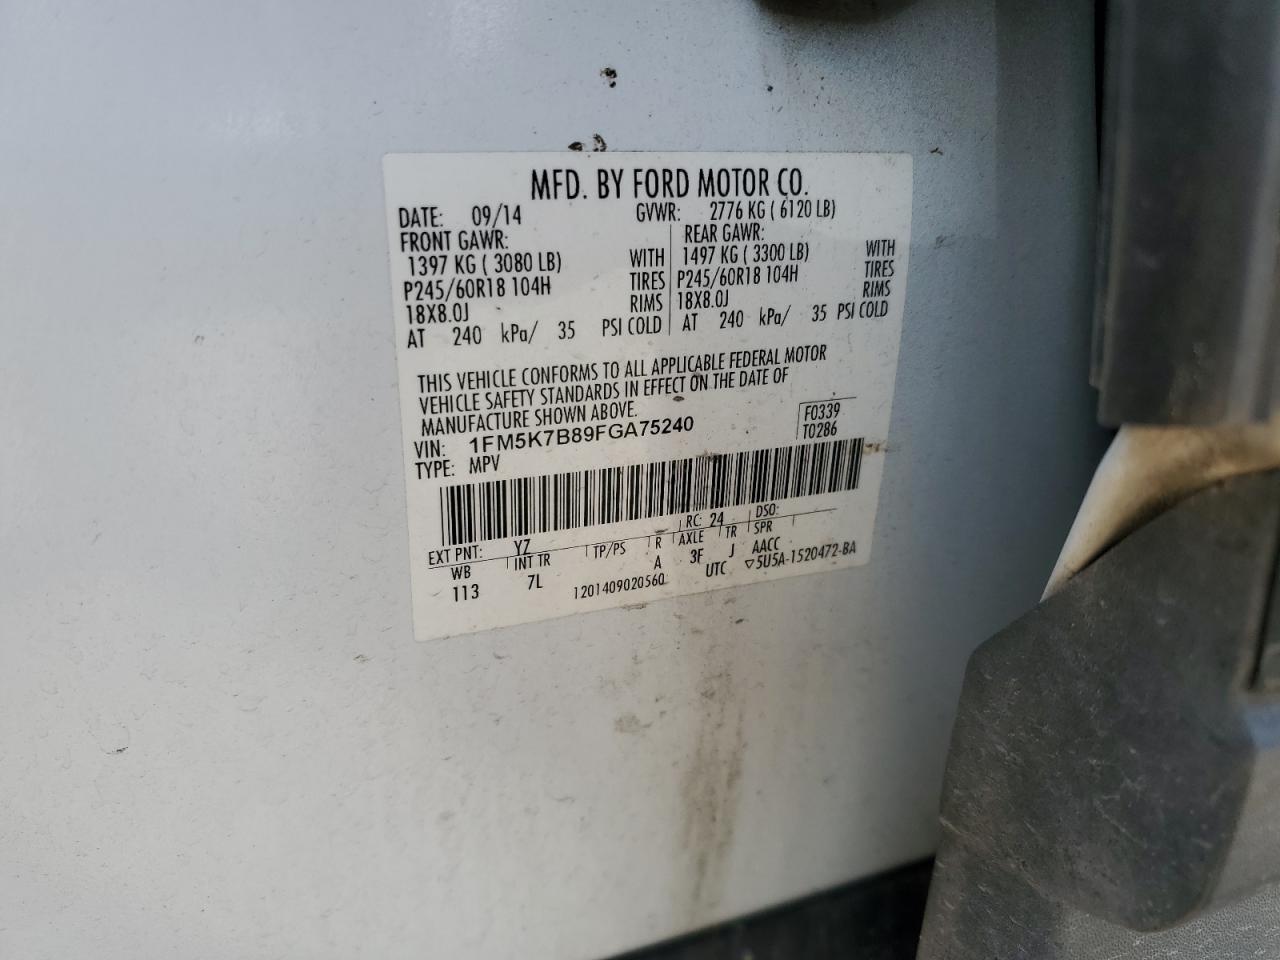 MFD. BY FORD MOTOR CO.
DATE: 09/14 GVWR: 2776 KG ( 6120 LB)
FRONT GAWR: REAR GAWR:
1397 KG ( 3080 LB) WITH 1497 KG ( 3300 LB) WITH
P245/60R18 104H TIRES P245/60R18 104H TIRES
18X8.0J RIMS 18X8.0J RIMS
AT 240 kPa/ 35 PSI COLD AT 240 kPa/ 35 PSI COLD
THIS VEHICLE CONFORMS TO ALL APPLICABLE FEDERAL MOTOR
VEHICLE SAFETY STANDARDS IN EFFECT ON THE DATE OF
MANUFACTURE SHOWN ABOVE.
VIN: 1FM5K7B89FGA75240 F0339
TYPE: MPV T0286
EXT PNT: YZ RC: 24 DSO:
WB INT TR TP/PS R AXLE TR SPR
113 7L A 3F J AACC
1201409020560 UTC ▽5U5A-1520472-BA